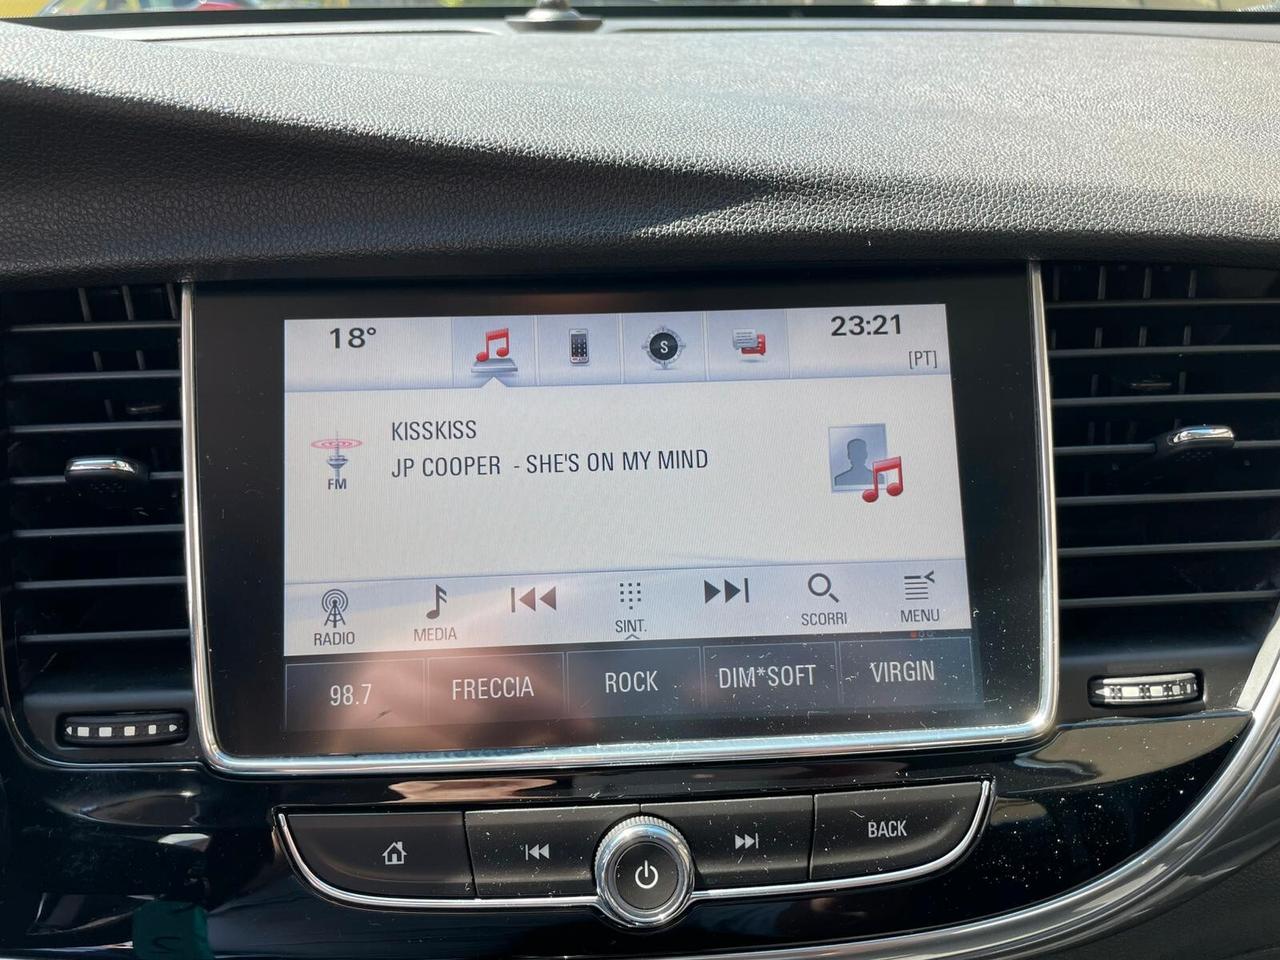 18°
S
23:21
[PT]
KISSKISS
JP COOPER - SHE'S ON MY MIND
FM
RADIO
MEDIA
SINT.
SCORRI
MENU
98.7
FRECCIA
ROCK
DIM*SOFT
VIRGIN
BACK